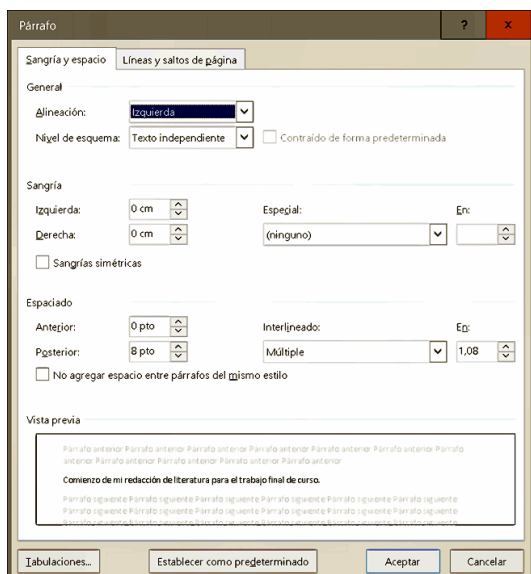 Párrafo ? x
Sangría y espacio Líneas y saltos de página
General
Alineación: Izquierda
Nivel de esquema: Texto independiente Contraído de forma predeterminada
Sangría
Izquierda: 0 cm Especial: En:
Derecha: 0 cm (ninguno)
Sangrías simétricas
Espaciado
Anterior: 0 pto Interlineado: En:
Posterior: 8 pto Múltiple 1,08
No agregar espacio entre párrafos del mismo estilo
Vista previa
Párrafo anterior Párrafo anterior Párrafo anterior Párrafo anterior Párrafo anterior Párrafo anterior Párrafo
anterior Párrafo anterior Párrafo anterior Párrafo anterior Párrafo anterior
Comienzo de mi redacción de literatura para el trabajo final de curso.
Párrafo siguiente Párrafo siguiente Párrafo siguiente Párrafo siguiente Párrafo siguiente Párrafo siguiente
Párrafo siguiente Párrafo siguiente Párrafo siguiente Párrafo siguiente Párrafo siguiente Párrafo siguiente
Párrafo siguiente Párrafo siguiente Párrafo siguiente Párrafo siguiente Párrafo siguiente Párrafo siguiente
Tabulaciones... Establecer como predeterminado Aceptar Cancelar